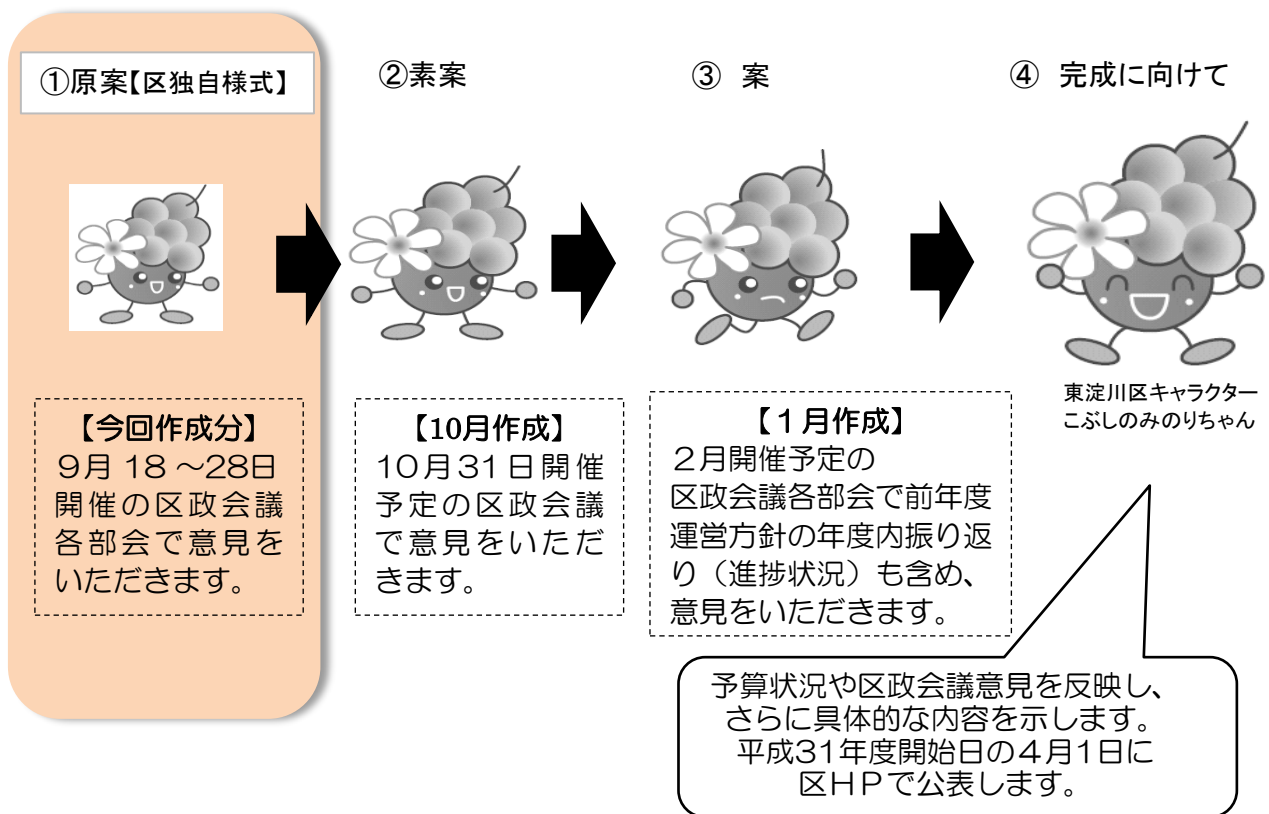 ①原案【区独自様式】
②素案
③ 案
④ 完成に向けて
東淀川区キャラクター
こぶしのみのりちゃん
【今回作成分】
９月 18 ～28日
開催の区政会議
各部会で意見を
いただきます。
【10月作成】
１０月３１日開催
予定の区政会議
で意見をいただ
きます。
【１月作成】
２月開催予定の
区政会議各部会で前年度
運営方針の年度内振り返
り（進捗状況）も含め、
意見をいただきます。
予算状況や区政会議意見を反映し、
さらに具体的な内容を示します。
平成31年度開始日の４月１日に
区ＨＰで公表します。